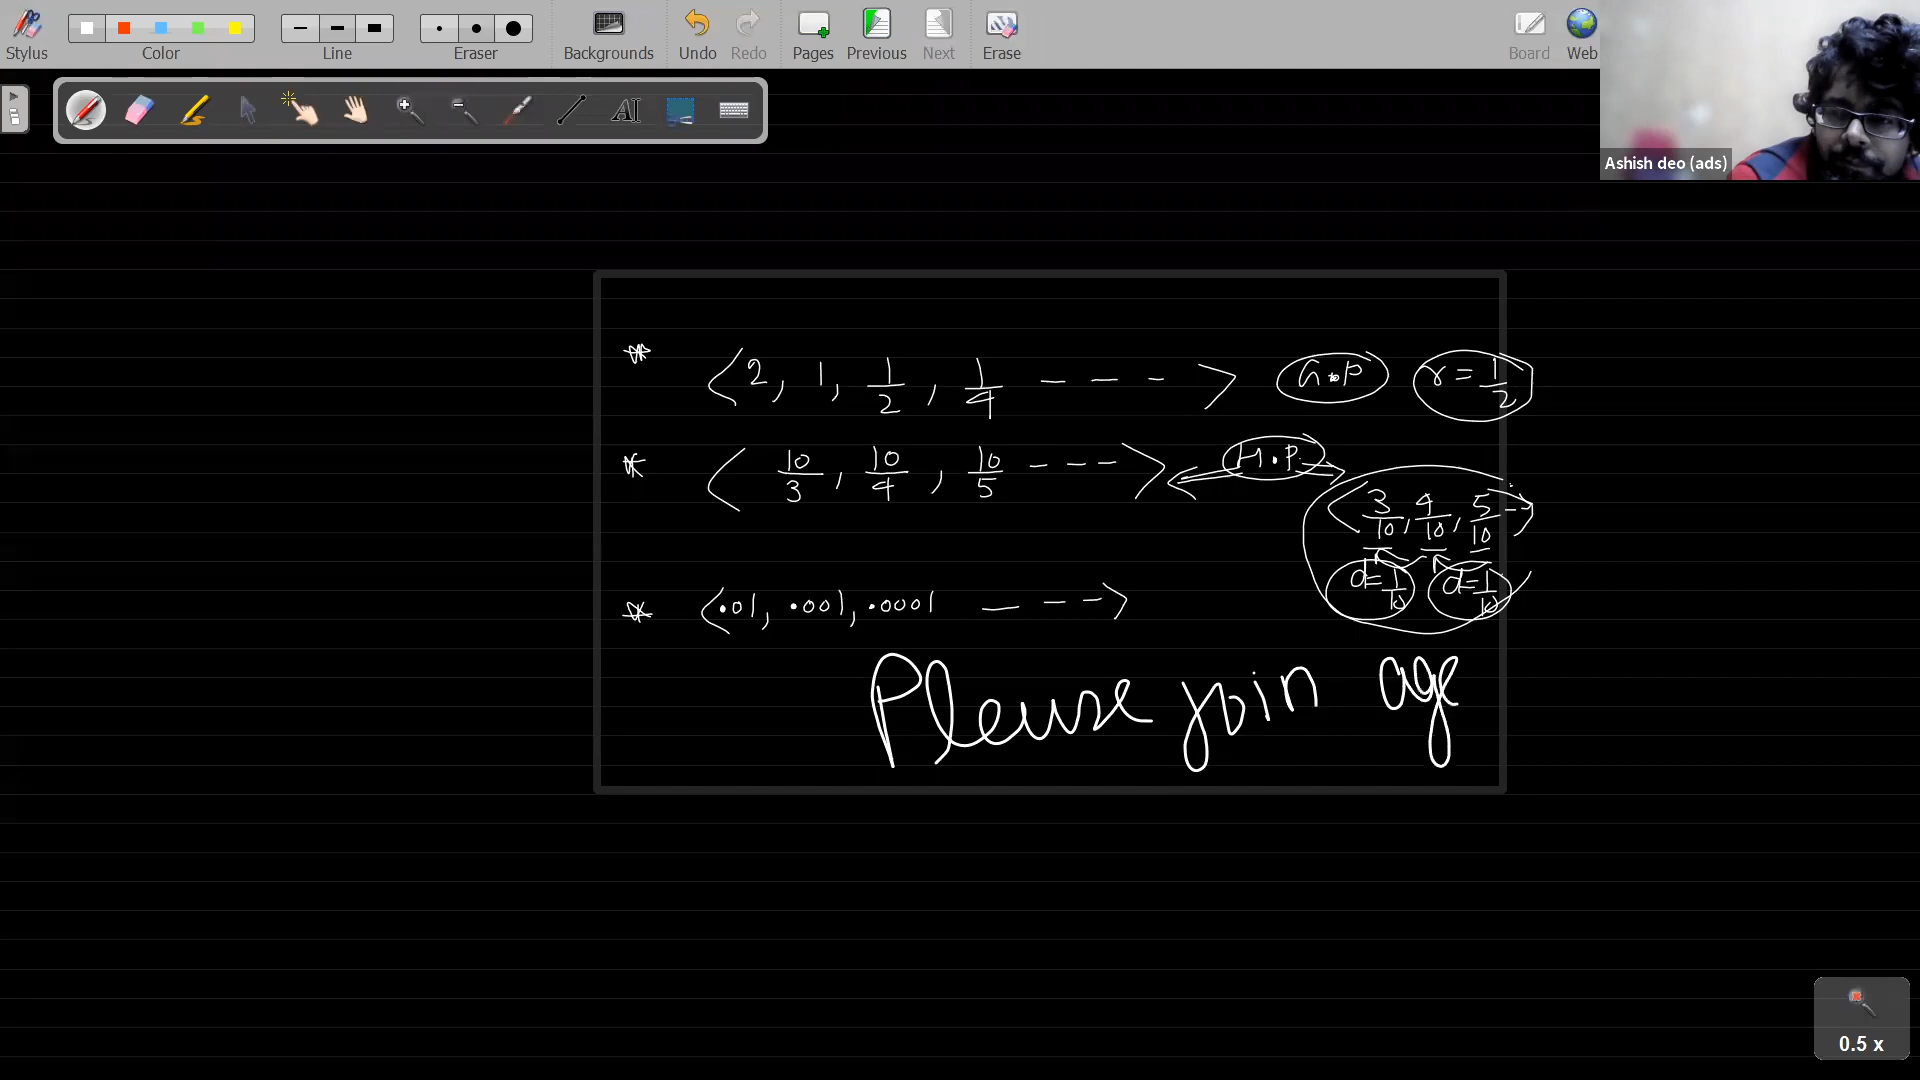 Stylus Color Line Eraser Backgrounds Undo Redo Pages Previous Next Erase Board Web
AI
Ashish deo (ads)
* <2, 1, 1/2, 1/4 - - - > G.P r = 1/2
* < 10/3, 10/4, 10/5 - - - > H.P.
<3/10, 4/10, 5/10 - ->
d=1/10 d=1/10
* <.01, .001, .0001 - - - >
Please join age
0.5 x